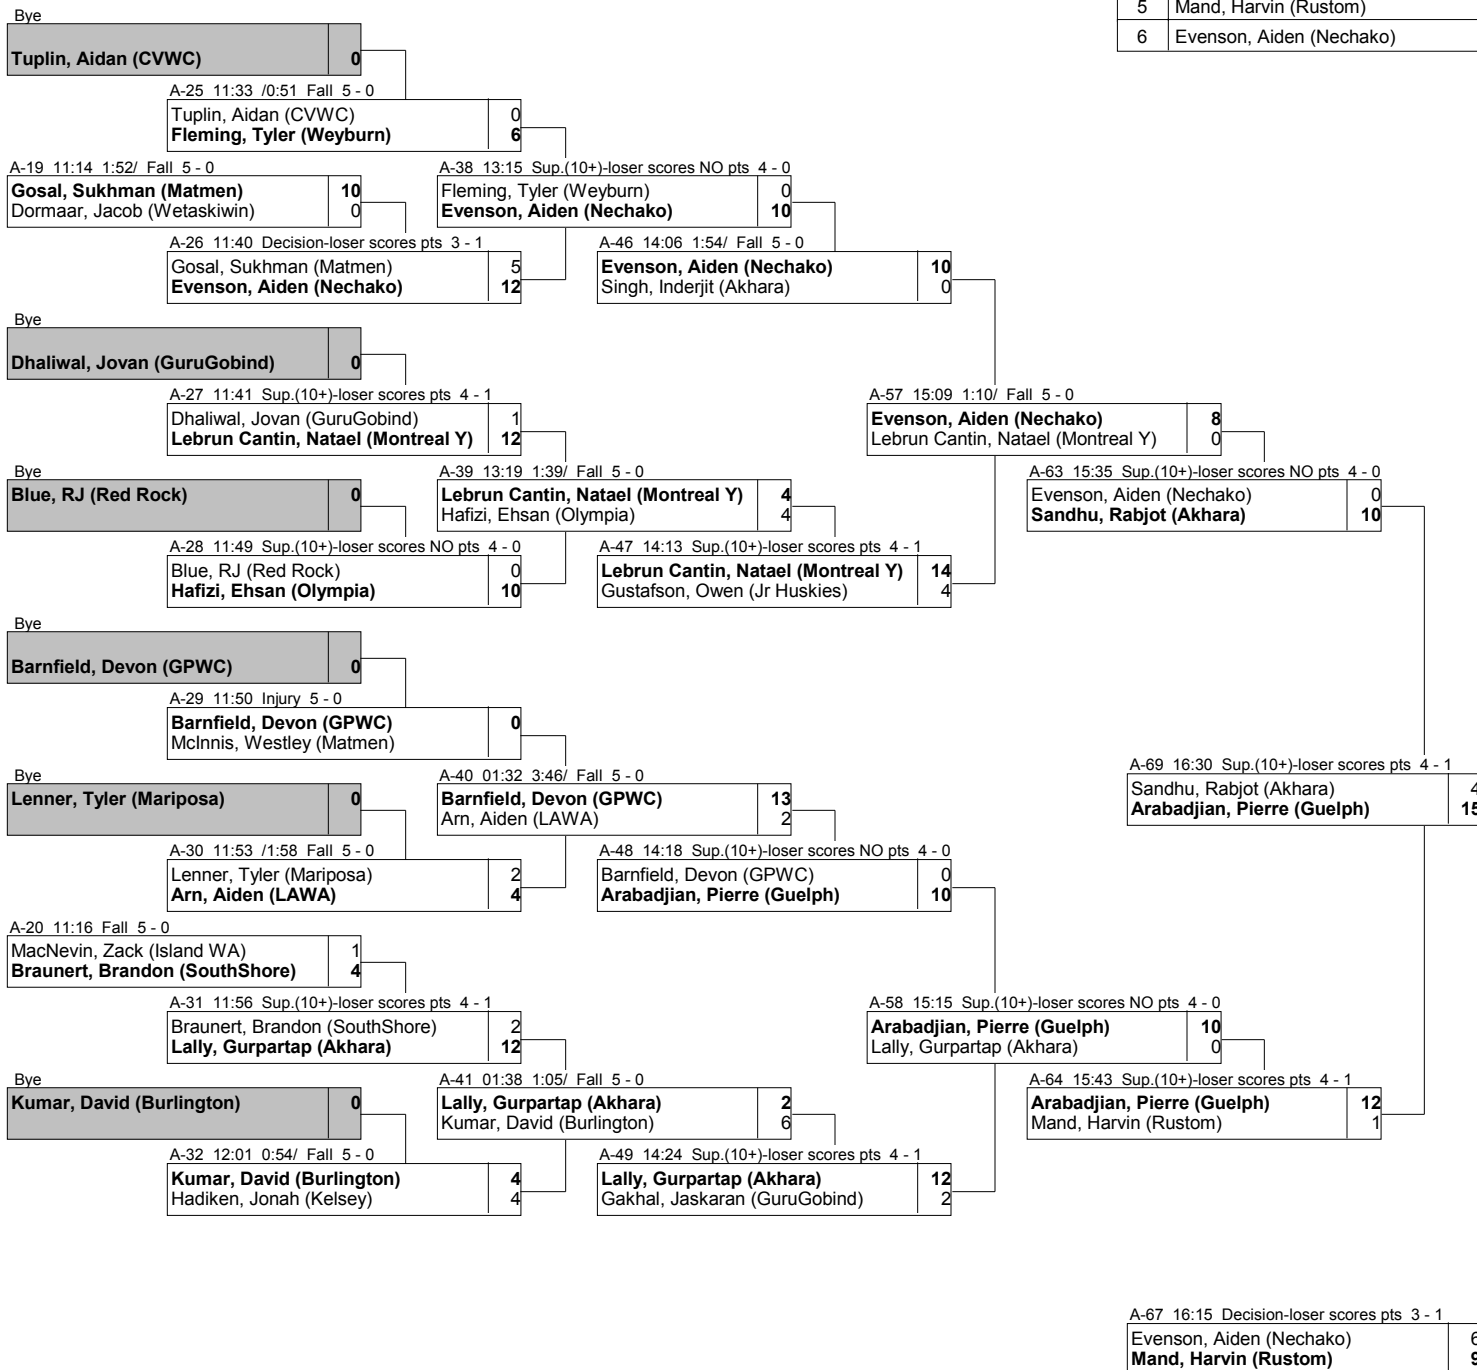 5 Mand, Harvin (Rustom)
6 Evenson, Aiden (Nechako)
Bye
Tuplin, Aidan (CVWC) 0
A-25 11:33 /0:51 Fall 5 - 0
Tuplin, Aidan (CVWC) 0
Fleming, Tyler (Weyburn) 6
A-19 11:14 1:52/ Fall 5 - 0
Gosal, Sukhman (Matmen) 10
Dormaar, Jacob (Wetaskiwin) 0
A-38 13:15 Sup.(10+)-loser scores NO pts 4 - 0
Fleming, Tyler (Weyburn) 0
Evenson, Aiden (Nechako) 10
A-26 11:40 Decision-loser scores pts 3 - 1
Gosal, Sukhman (Matmen) 5
Evenson, Aiden (Nechako) 12
A-46 14:06 1:54/ Fall 5 - 0
Evenson, Aiden (Nechako) 10
Singh, Inderjit (Akhara) 0
Bye
Dhaliwal, Jovan (GuruGobind) 0
A-27 11:41 Sup.(10+)-loser scores pts 4 - 1
Dhaliwal, Jovan (GuruGobind) 1
Lebrun Cantin, Natael (Montreal Y) 12
A-57 15:09 1:10/ Fall 5 - 0
Evenson, Aiden (Nechako) 8
Lebrun Cantin, Natael (Montreal Y) 0
Bye
Blue, RJ (Red Rock) 0
A-39 13:19 1:39/ Fall 5 - 0
Lebrun Cantin, Natael (Montreal Y) 4
Hafizi, Ehsan (Olympia) 4
A-63 15:35 Sup.(10+)-loser scores NO pts 4 - 0
Evenson, Aiden (Nechako) 0
Sandhu, Rabjot (Akhara) 10
A-28 11:49 Sup.(10+)-loser scores NO pts 4 - 0
Blue, RJ (Red Rock) 0
Hafizi, Ehsan (Olympia) 10
A-47 14:13 Sup.(10+)-loser scores pts 4 - 1
Lebrun Cantin, Natael (Montreal Y) 14
Gustafson, Owen (Jr Huskies) 4
Bye
Barnfield, Devon (GPWC) 0
A-29 11:50 Injury 5 - 0
Barnfield, Devon (GPWC) 0
McInnis, Westley (Matmen)
Bye
Lenner, Tyler (Mariposa) 0
A-40 01:32 3:46/ Fall 5 - 0
Barnfield, Devon (GPWC) 13
Arn, Aiden (LAWA) 2
A-69 16:30 Sup.(10+)-loser scores pts 4 - 1
Sandhu, Rabjot (Akhara) 4
Arabadjian, Pierre (Guelph) 15
A-30 11:53 /1:58 Fall 5 - 0
Lenner, Tyler (Mariposa) 2
Arn, Aiden (LAWA) 4
A-48 14:18 Sup.(10+)-loser scores NO pts 4 - 0
Barnfield, Devon (GPWC) 0
Arabadjian, Pierre (Guelph) 10
A-20 11:16 Fall 5 - 0
MacNevin, Zack (Island WA) 1
Braunert, Brandon (SouthShore) 4
A-31 11:56 Sup.(10+)-loser scores pts 4 - 1
Braunert, Brandon (SouthShore) 2
Lally, Gurpartap (Akhara) 12
A-58 15:15 Sup.(10+)-loser scores NO pts 4 - 0
Arabadjian, Pierre (Guelph) 10
Lally, Gurpartap (Akhara) 0
Bye
Kumar, David (Burlington) 0
A-41 01:38 1:05/ Fall 5 - 0
Lally, Gurpartap (Akhara) 2
Kumar, David (Burlington) 6
A-64 15:43 Sup.(10+)-loser scores pts 4 - 1
Arabadjian, Pierre (Guelph) 12
Mand, Harvin (Rustom) 1
A-32 12:01 0:54/ Fall 5 - 0
Kumar, David (Burlington) 4
Hadiken, Jonah (Kelsey) 4
A-49 14:24 Sup.(10+)-loser scores pts 4 - 1
Lally, Gurpartap (Akhara) 12
Gakhal, Jaskaran (GuruGobind) 2
A-67 16:15 Decision-loser scores pts 3 - 1
Evenson, Aiden (Nechako) 6
Mand, Harvin (Rustom) 9